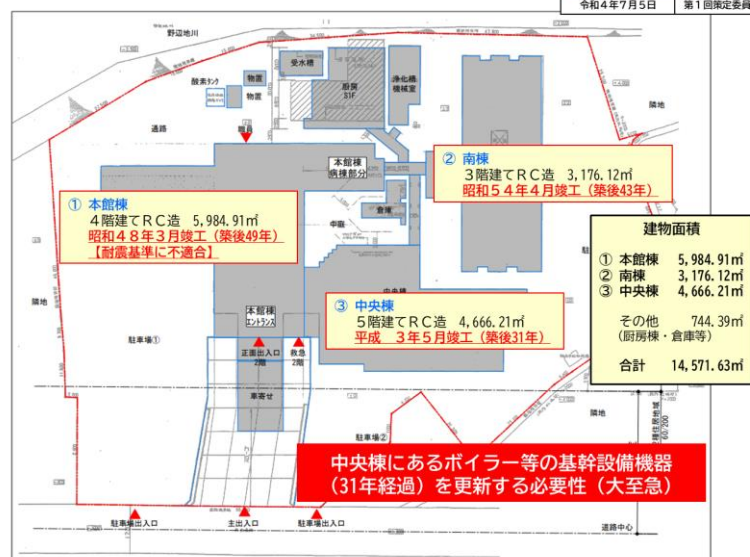 令和4年7月5日
第1回策定委員
野辺地川
受水槽
酸素タンク
物置
物置
厨房
S1F
浄化槽
機械室
隣地
通路
職員
本館棟
病棟部分
② 南棟
3階建てRC造 3,176.12㎡
昭和54年4月竣工(築後43年)
① 本館棟
4階建てRC造 5,984.91㎡
昭和48年3月竣工(築後49年)
【耐震基準に不適合】
倉庫
中庭
建物面積
① 本館棟 5,984.91㎡
② 南棟 3,176.12㎡
③ 中央棟 4,666.21㎡
その他 744.39㎡
(厨房棟・倉庫等)
合計 14,571.63㎡
隣地
中央棟
③ 中央棟
5階建てRC造 4,666.21㎡
平成 3年5月竣工(築後31年)
本館棟
エントランス
駐車場①
正面出入口
2階
救急
2階
車寄せ
隣地
駐車場②
60/200
中央棟にあるボイラー等の基幹設備機器
(31年経過)を更新する必要性(大至急)
駐車場出入口
主出入口
駐車場出入口
道路中心